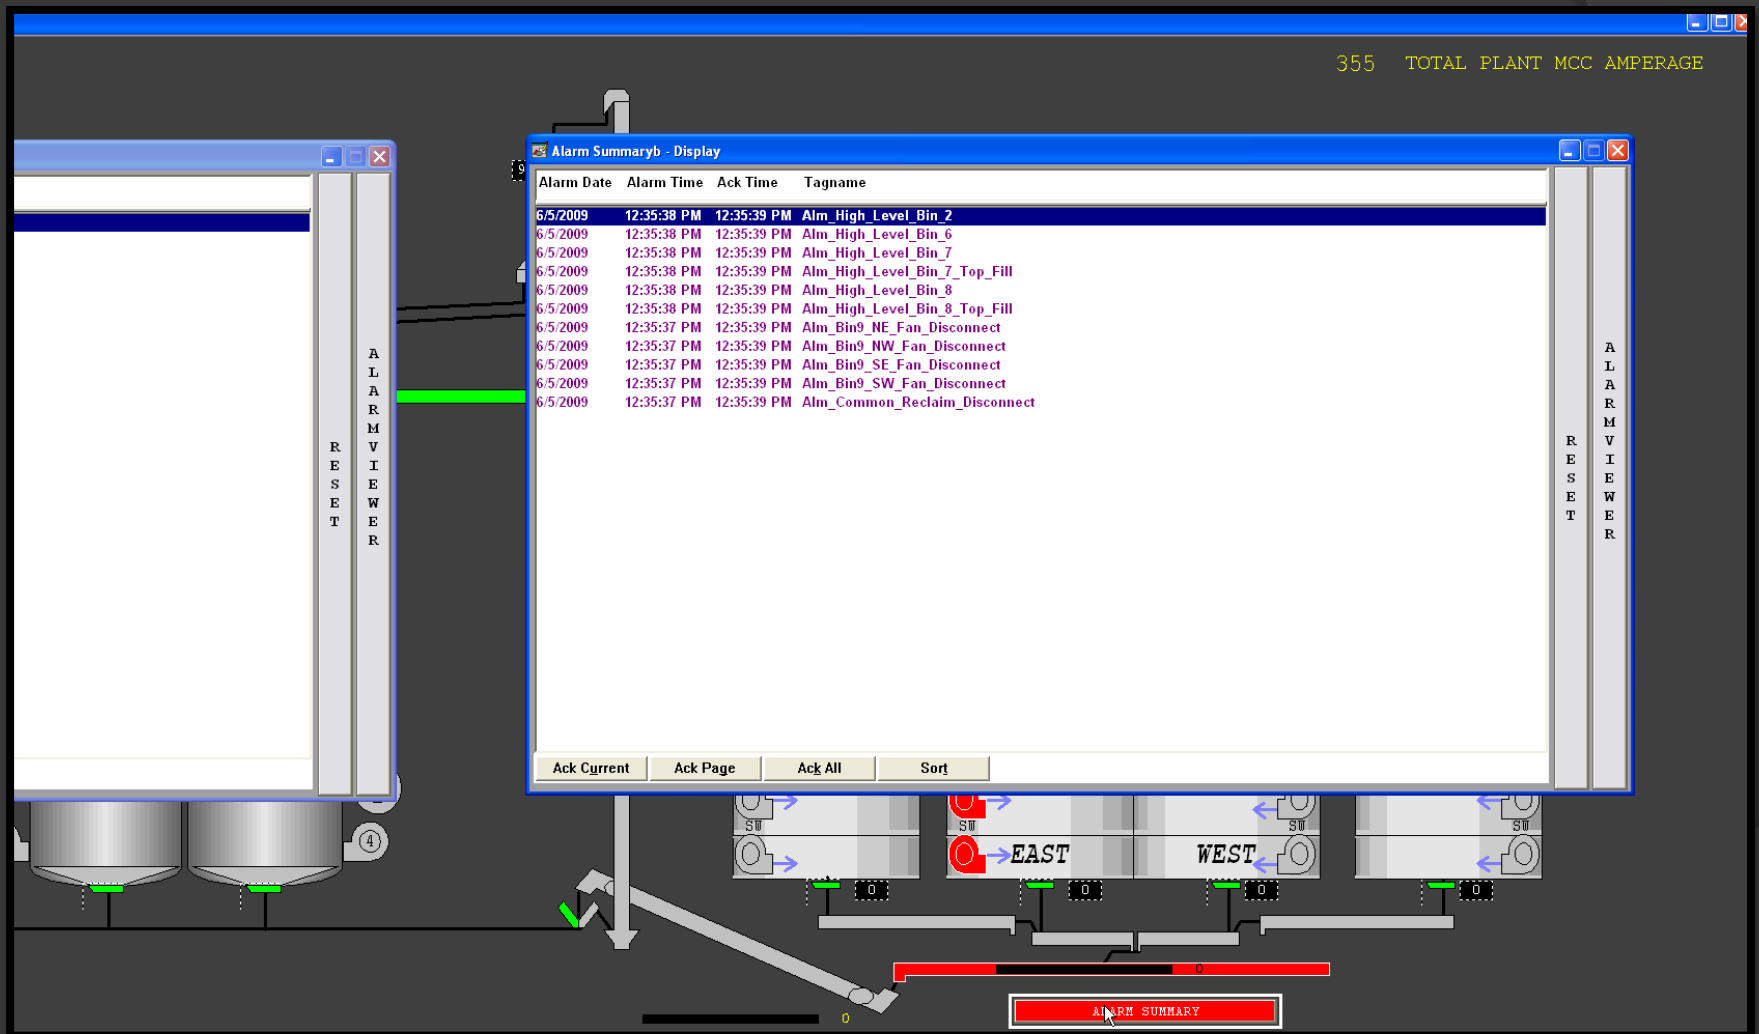 355 TOTAL PLANT MCC AMPERAGE
Alarm Summaryb - Display
Alarm Date Alarm Time Ack Time Tagname
6/5/2009 12:35:38 PM 12:35:39 PM Alm_High_Level_Bin_2
6/5/2009 12:35:38 PM 12:35:39 PM Alm_High_Level_Bin_6
6/5/2009 12:35:38 PM 12:35:39 PM Alm_High_Level_Bin_7
6/5/2009 12:35:38 PM 12:35:39 PM Alm_High_Level_Bin_7_Top_Fill
6/5/2009 12:35:38 PM 12:35:39 PM Alm_High_Level_Bin_8
6/5/2009 12:35:38 PM 12:35:39 PM Alm_High_Level_Bin_8_Top_Fill
6/5/2009 12:35:37 PM 12:35:39 PM Alm_Bin9_NE_Fan_Disconnect
6/5/2009 12:35:37 PM 12:35:39 PM Alm_Bin9_NW_Fan_Disconnect
6/5/2009 12:35:37 PM 12:35:39 PM Alm_Bin9_SE_Fan_Disconnect
6/5/2009 12:35:37 PM 12:35:39 PM Alm_Bin9_SW_Fan_Disconnect
6/5/2009 12:35:37 PM 12:35:39 PM Alm_Common_Reclaim_Disconnect
RESET
ALARMVIEWER
RESET
ALARMVIEWER
Ack Current Ack Page Ack All Sort
SW SW SW SW
4
EAST WEST
0 0 0 0
0
ALARM SUMMARY
0